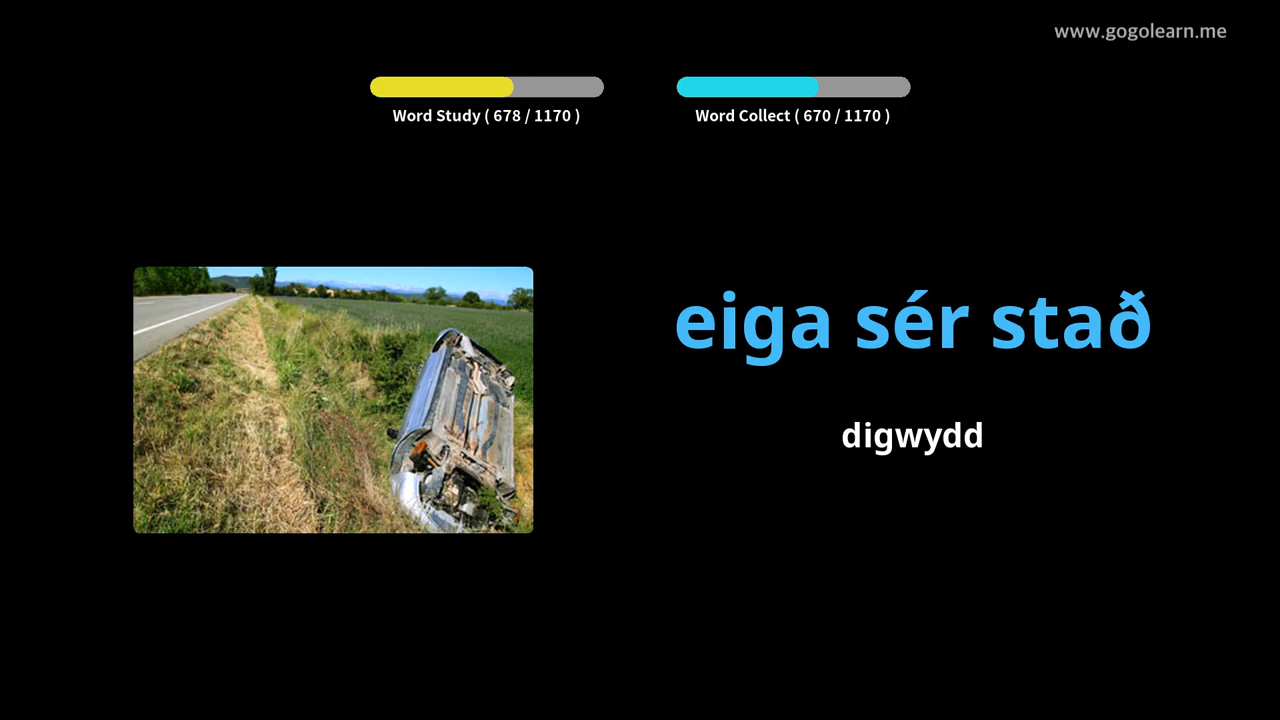 www.gogolearn.me
Word Study ( 678 / 1170 )
Word Collect ( 670 / 1170 )
eiga sér stað
digwydd